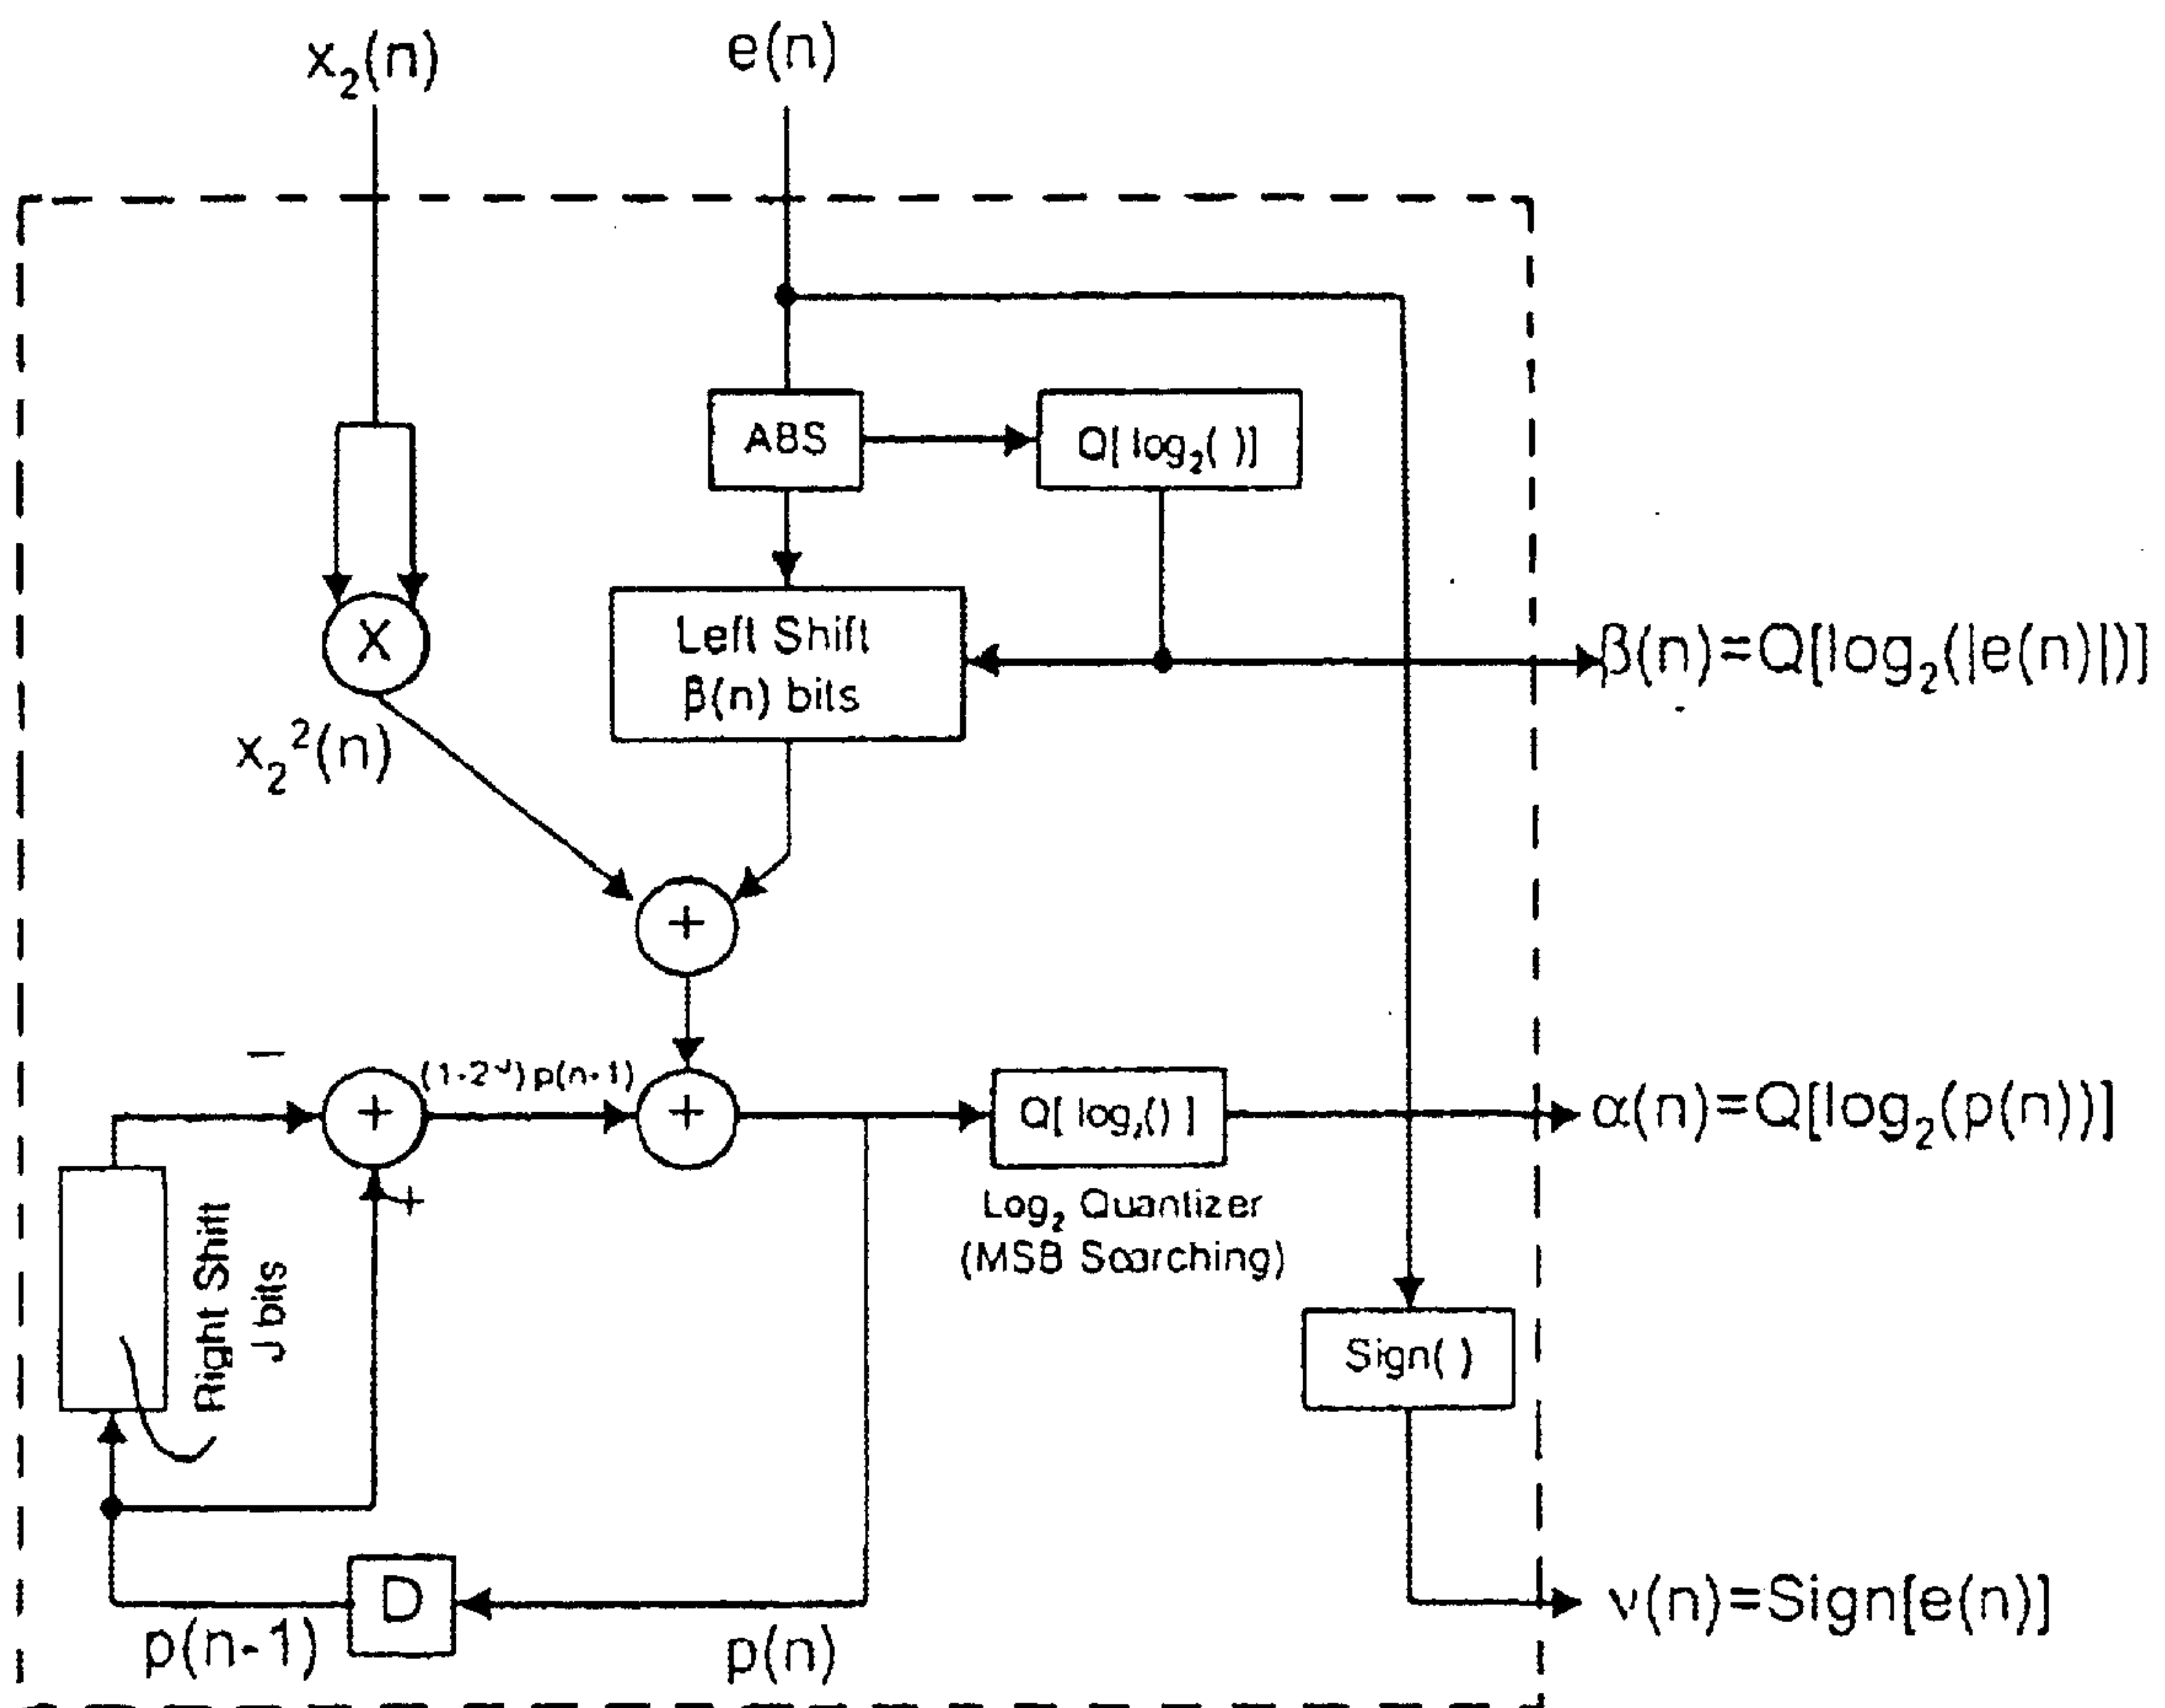 x₂(n)
e(n)
ABS
Q[ log₂( )]
Left Shift
β(n) bits
X
x₂²(n)
β(n)=Q[log₂(|e(n)|)]
+
−
(1-2⁻ᴶ)p(n-1)
+
+
Q[ log₂() ]
α(n)=Q[log₂(p(n))]
+
Log₂ Quantizer
(MSB Searching)
Right Shift
J bits
Sign( )
D
p(n-1)
p(n)
ν(n)=Sign[e(n)]